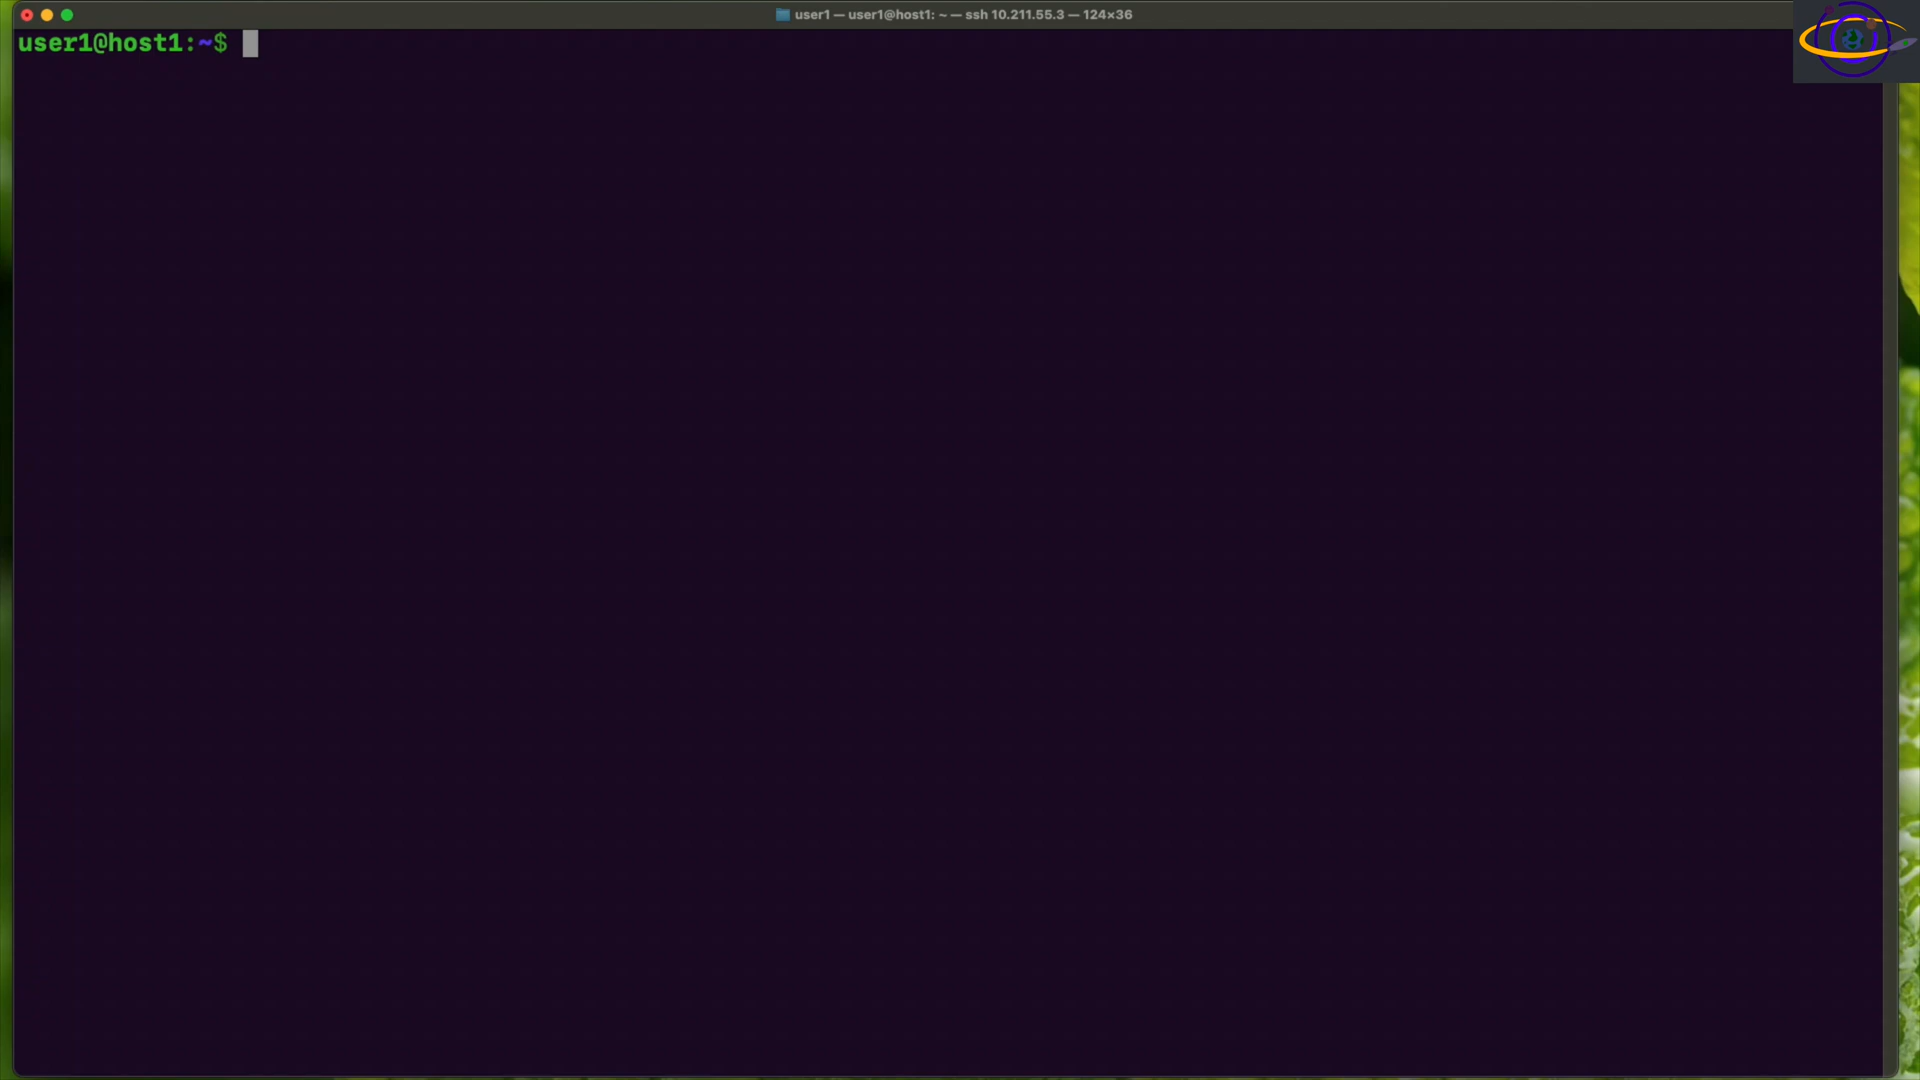 user1 — user1@host1: ~ — ssh 10.211.55.3 — 124×36
user1@host1:~$